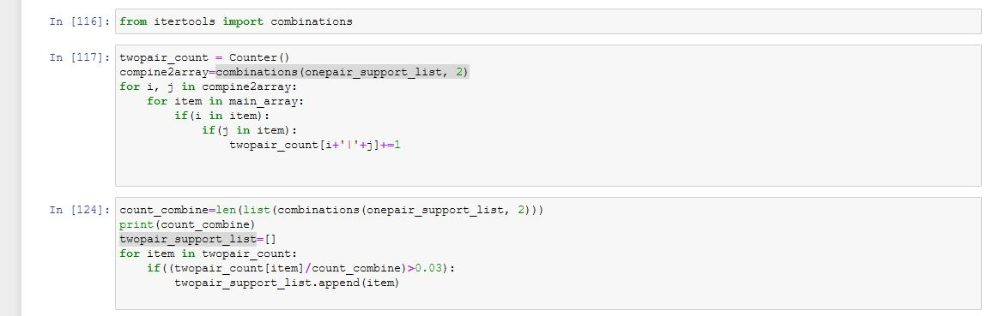 In [116]: from itertools import combinations
In [117]: twopair_count = Counter()
compine2array=combinations(onepair_support_list, 2)
for i, j in compine2array:
    for item in main_array:
        if(i in item):
            if(j in item):
                twopair_count[i+'|'+j]+=1
In [124]: count_combine=len(list(combinations(onepair_support_list, 2)))
print(count_combine)
twopair_support_list=[]
for item in twopair_count:
    if((twopair_count[item]/count_combine)>0.03):
        twopair_support_list.append(item)